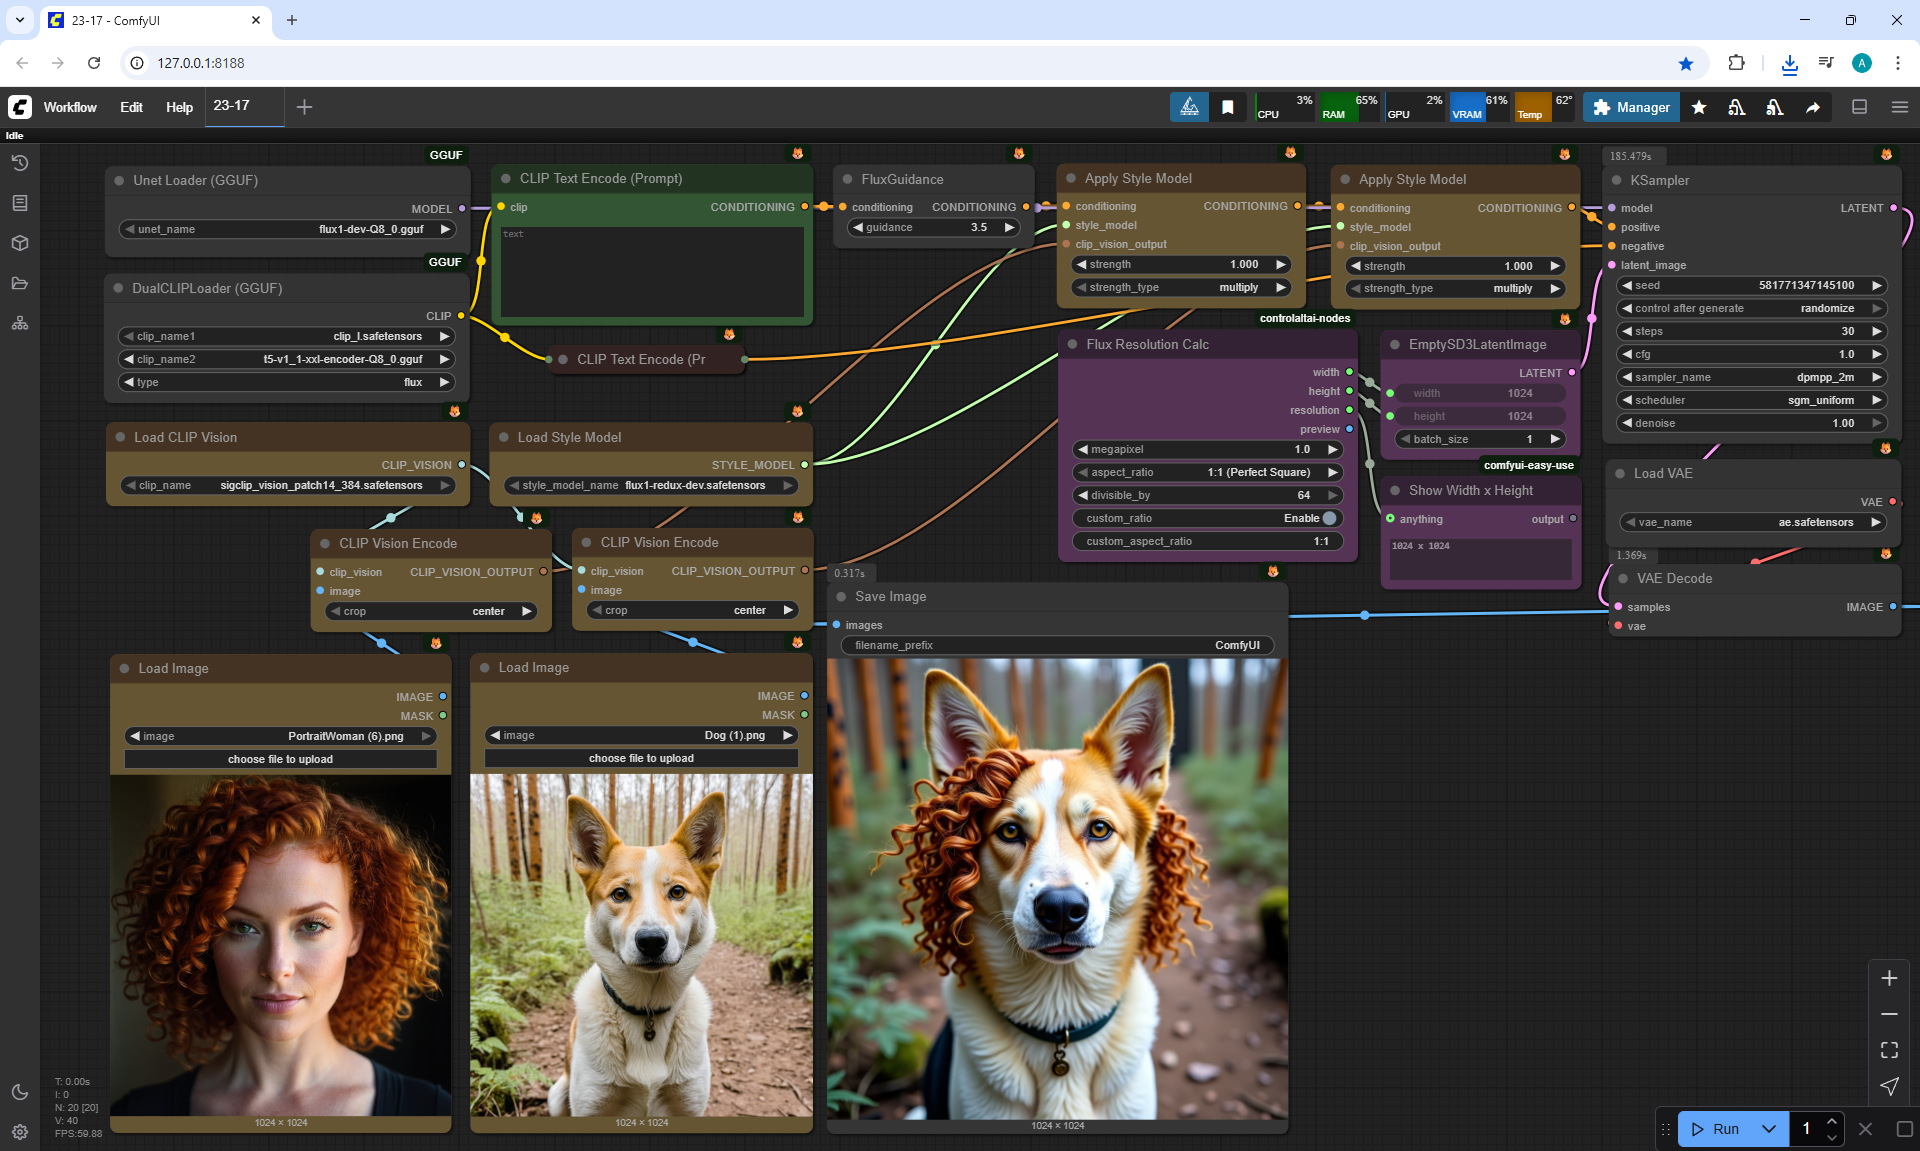 23-17 - ComfyUI
127.0.0.1:8188
A
Workflow
Edit
Help
23-17
CPU 3%
RAM 65%
GPU 2%
VRAM 61%
Temp 62°
Manager
Idle
GGUF
Unet Loader (GGUF)
MODEL
unet_name flux1-dev-Q8_0.gguf
GGUF
DualCLIPLoader (GGUF)
CLIP
clip_name1 clip_l.safetensors
clip_name2 t5-v1_1-xxl-encoder-Q8_0.gguf
type flux
CLIP Text Encode (Prompt)
clip CONDITIONING
text
CLIP Text Encode (Pr
FluxGuidance
conditioning CONDITIONING
guidance 3.5
Apply Style Model
conditioning CONDITIONING
style_model
clip_vision_output
strength 1.000
strength_type multiply
Apply Style Model
conditioning CONDITIONING
style_model
clip_vision_output
strength 1.000
strength_type multiply
185.479s
KSampler
model LATENT
positive
negative
latent_image
seed 581771347145100
control after generate randomize
steps 30
cfg 1.0
sampler_name dpmpp_2m
scheduler sgm_uniform
denoise 1.00
controlaltai-nodes
Flux Resolution Calc
width
height
resolution
preview
megapixel 1.0
aspect_ratio 1:1 (Perfect Square)
divisible_by 64
custom_ratio Enable
custom_aspect_ratio 1:1
EmptySD3LatentImage
LATENT
width 1024
height 1024
batch_size 1
comfyui-easy-use
Show Width x Height
anything output
1024 x 1024
Load VAE
VAE
vae_name ae.safetensors
1.369s
VAE Decode
samples IMAGE
vae
Load CLIP Vision
CLIP_VISION
clip_name sigclip_vision_patch14_384.safetensors
Load Style Model
STYLE_MODEL
style_model_name flux1-redux-dev.safetensors
CLIP Vision Encode
clip_vision CLIP_VISION_OUTPUT
image
crop center
CLIP Vision Encode
clip_vision CLIP_VISION_OUTPUT
image
crop center
0.317s
Save Image
images
filename_prefix ComfyUI
1024 × 1024
Load Image
IMAGE
MASK
image PortraitWoman (6).png
choose file to upload
1024 × 1024
Load Image
IMAGE
MASK
image Dog (1).png
choose file to upload
1024 × 1024
T: 0.00s
I: 0
N: 20 [20]
V: 40
FPS:59.88
Run
1